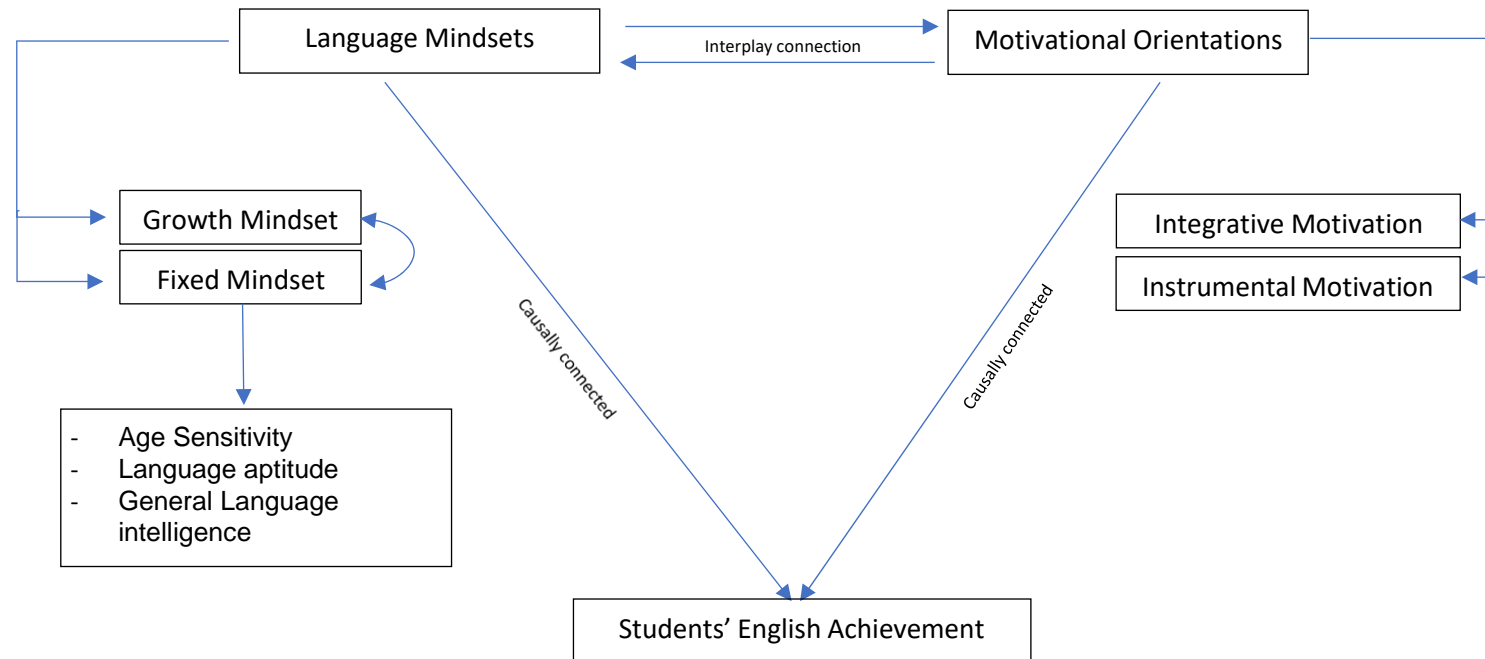 Language Mindsets
Interplay connection
Motivational Orientations
Growth Mindset
Fixed Mindset
Integrative Motivation
Instrumental Motivation
Causally connected
Causally connected
- Age Sensitivity
- Language aptitude
- General Language
intelligence
Students’ English Achievement